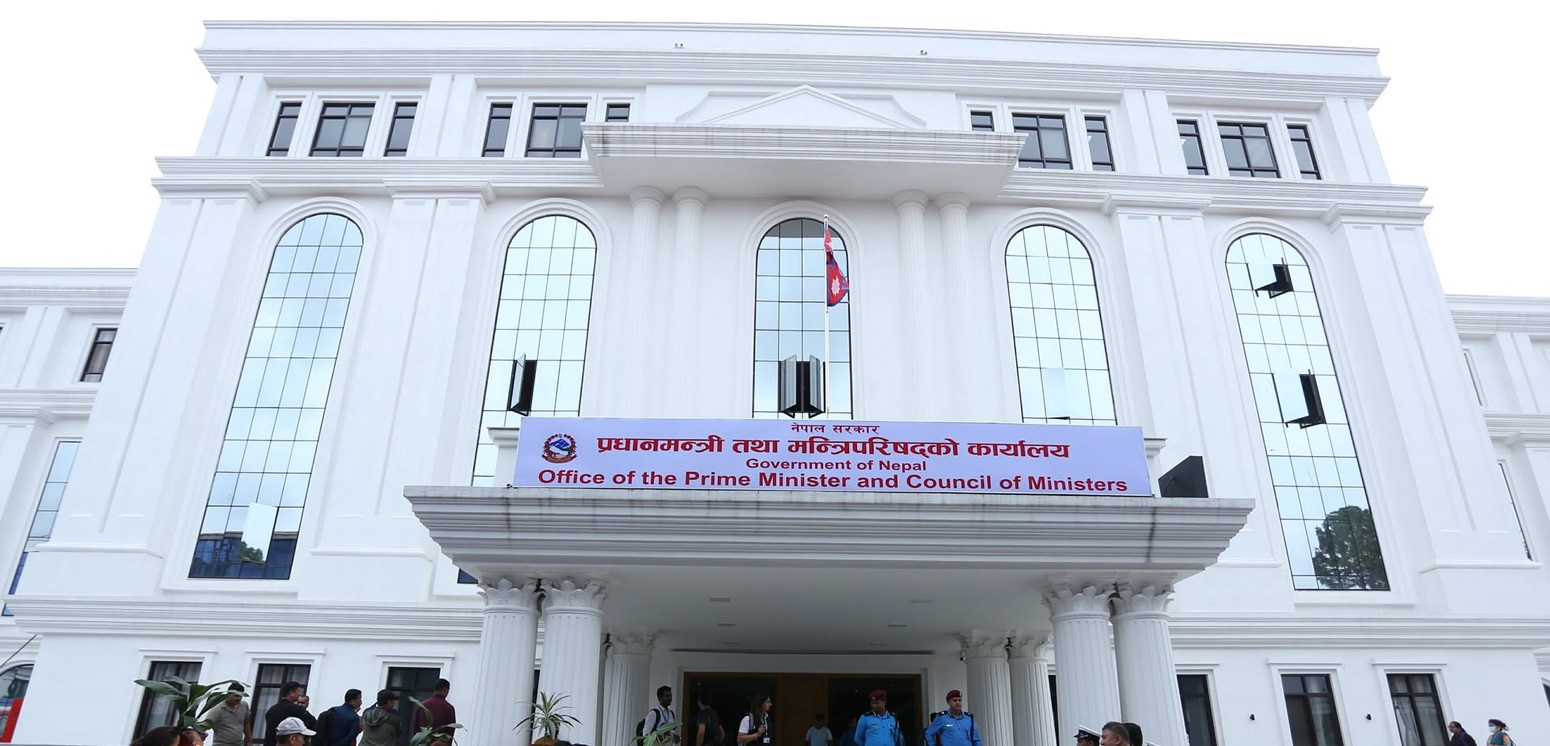 नेपाल सरकार
प्रधानमन्त्री तथा मन्त्रिपरिषद्को कार्यालय
Government of Nepal
Office of the Prime Minister and Council of Ministers